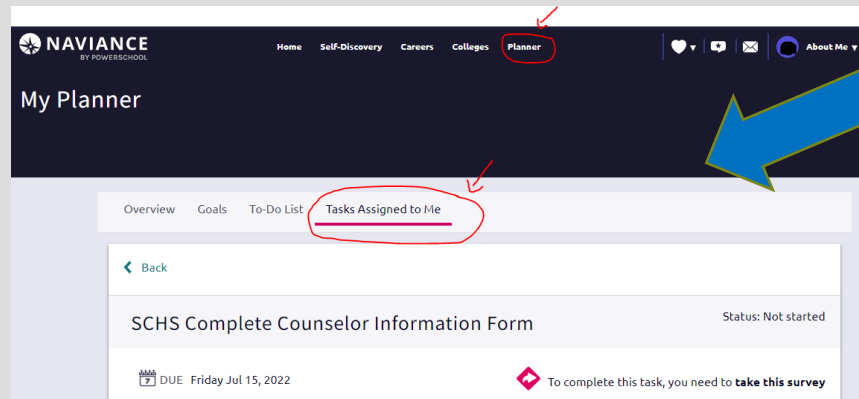 NAVIANCE
BY POWERSCHOOL
Home Self-Discovery Careers Colleges Planner
About Me
My Planner
Overview Goals To-Do List Tasks Assigned to Me
Back
SCHS Complete Counselor Information Form
Status: Not started
7 DUE Friday Jul 15, 2022
To complete this task, you need to take this survey